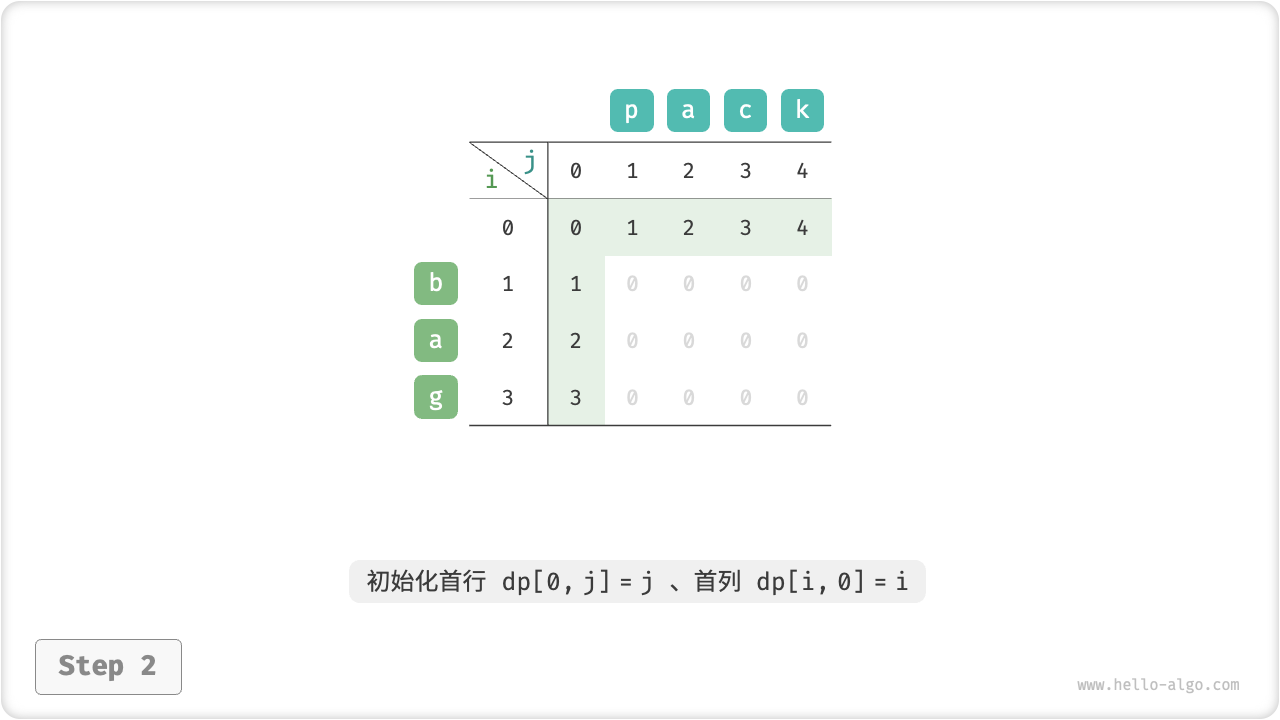 p a c k
j
i
0 1 2 3 4
0 0 1 2 3 4
b 1 1 0 0 0 0
a 2 2 0 0 0 0
g 3 3 0 0 0 0
初始化首行 dp[0, j] = j 、首列 dp[i, 0] = i
Step 2
www.hello-algo.com